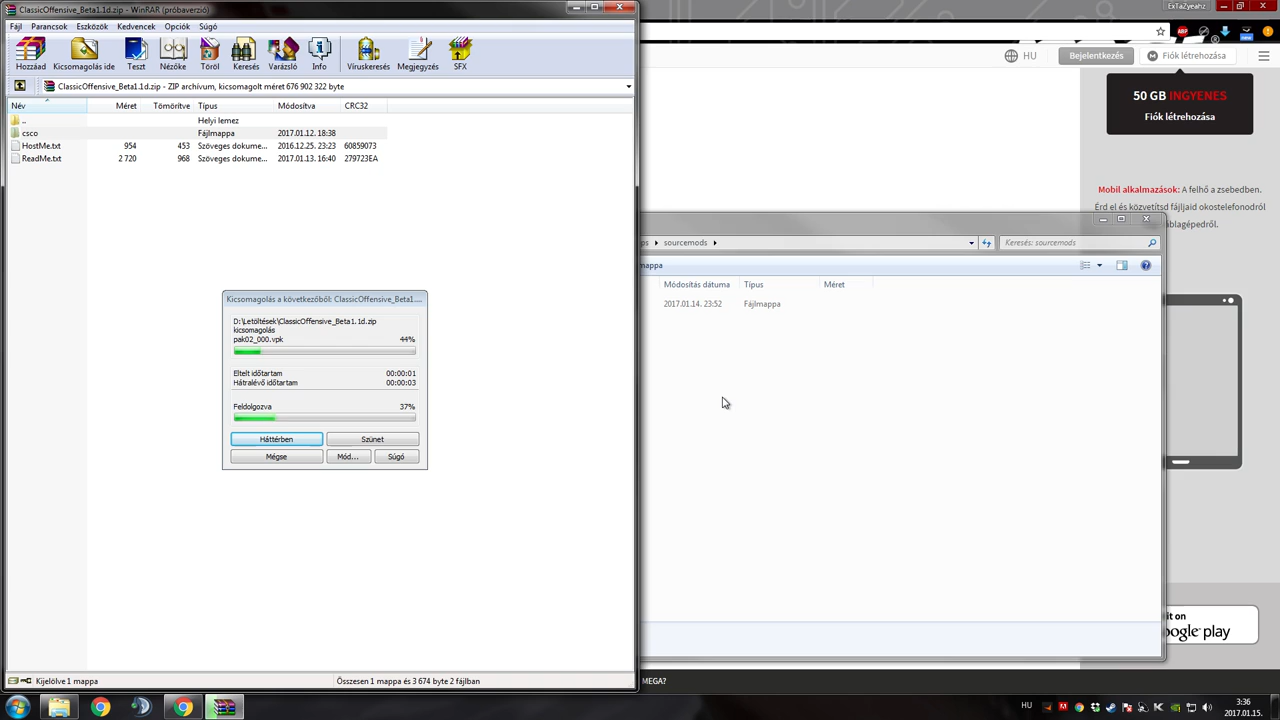 ClassicOffensive_Beta1.1d.zip - WinRAR (próbaverzió)
Fájl Parancsok Eszközök Kedvencek Opciók Súgó
Hozzáad Kicsomagolás ide Teszt Nézőke Töröl Keresés Varázsló Info Víruskeresés Megjegyzés SFX
ClassicOffensive_Beta1.1d.zip - ZIP archívum, kicsomagolt méret 676 902 322 byte
Név Méret Tömörítve Típus Módosítva CRC32
.. Helyi lemez
csco Fájlmappa 2017.01.12. 18:38
HostMe.txt 954 453 Szöveges dokume... 2016.12.25. 23:23 60859073
ReadMe.txt 2 720 968 Szöveges dokume... 2017.01.13. 16:40 279723EA
Kicsomagolás a következőből: ClassicOffensive_Beta1....
D:\Letöltések\ClassicOffensive_Beta1.1d.zip
kicsomagolás
pak02_000.vpk 44%
Eltelt időtartam 00:00:01
Hátralévő időtartam 00:00:03
Feldolgozva 37%
Háttérben Szünet
Mégse Mód... Súgó
Kijelölve 1 mappa Összesen 1 mappa és 3 674 byte 2 fájlban
ExTaZyeahz
ABP
HU Bejelentkezés M Fiók létrehozása
50 GB INGYENES
Fiók létrehozása
Mobil alkalmazások: A felhő a zsebedben.
Érd el és közvetítsd fájljaid okostelefonodról
áblagépedről.
sourcemods Keresés: sourcemods
mappa
Módosítás dátuma Típus Méret
2017.01.14. 23:52 Fájlmappa
it on
ogle play
MEGA?
HU 3:36
2017.01.15.